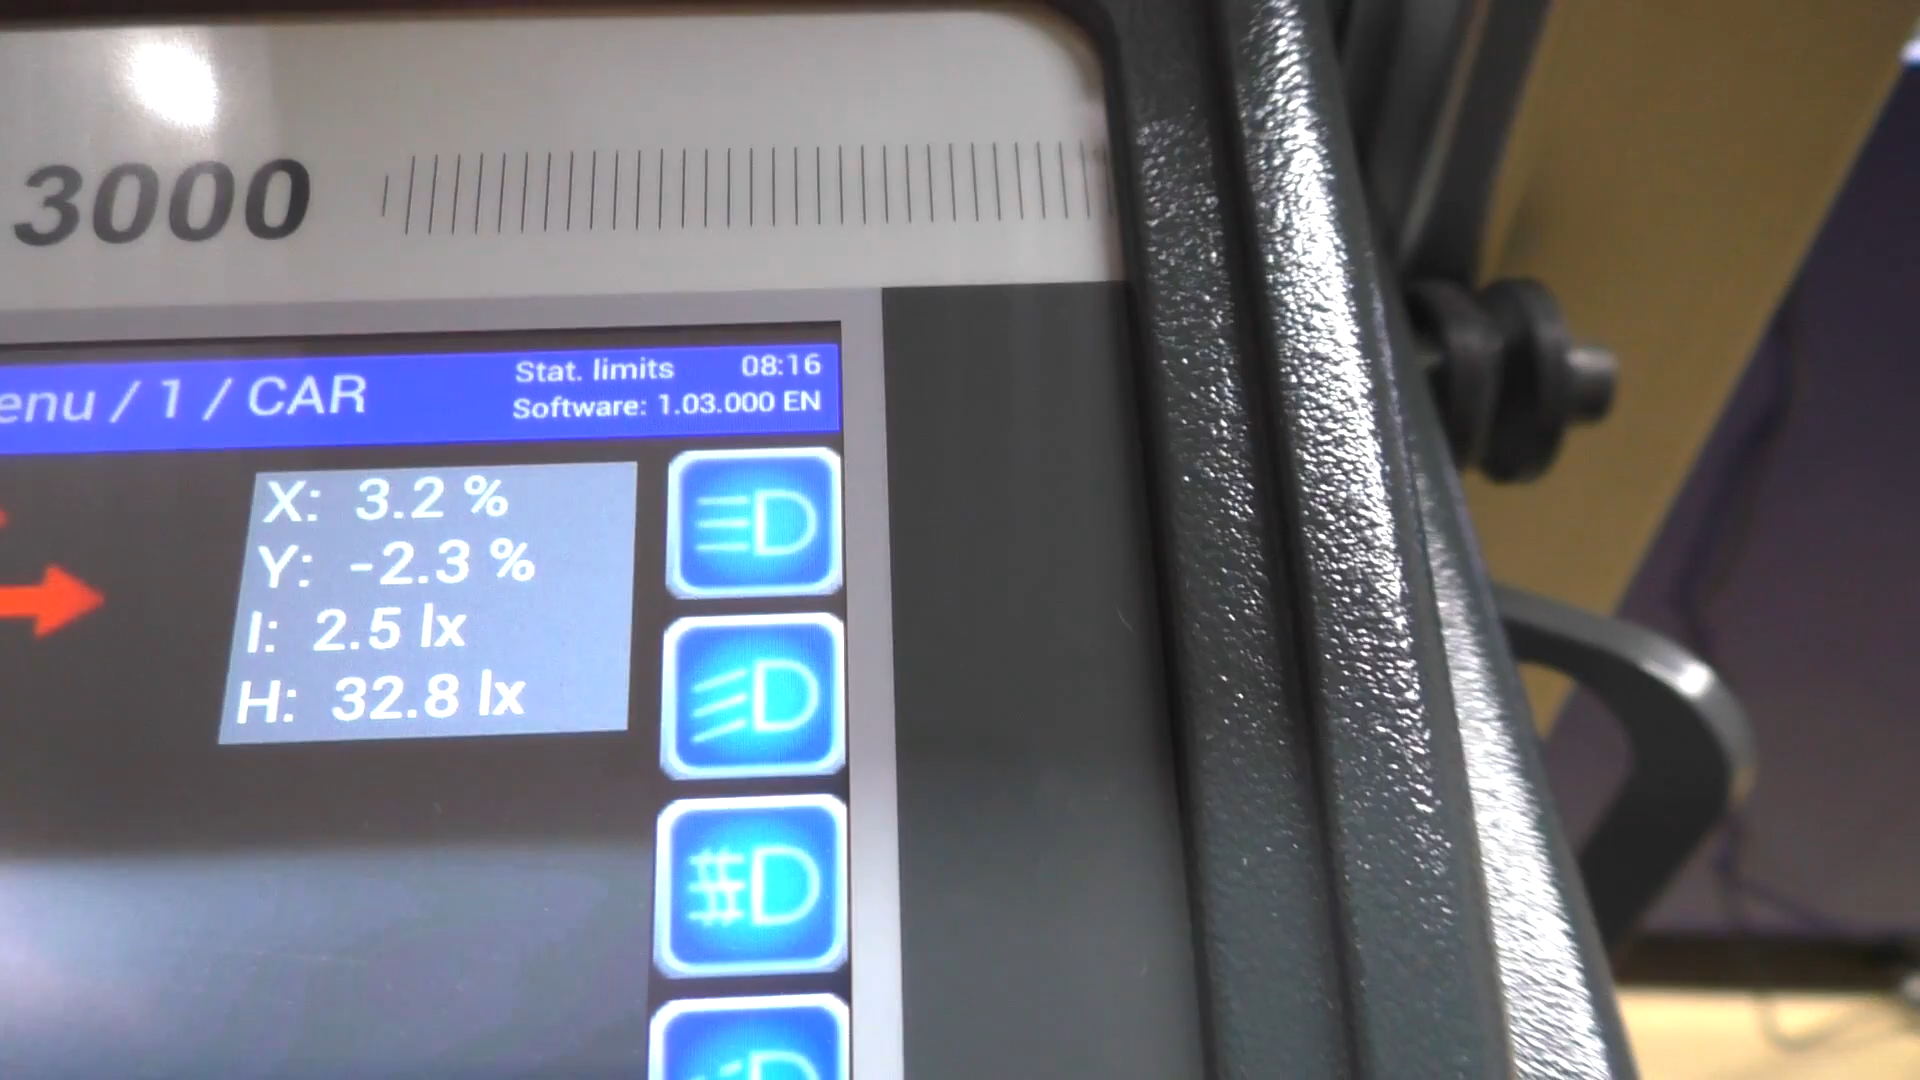 3000
enu / 1 / CAR
Stat. limits 08:16
Software: 1.03.000 EN
X: 3.2 %
Y: -2.3 %
I: 2.5 lx
H: 32.8 lx